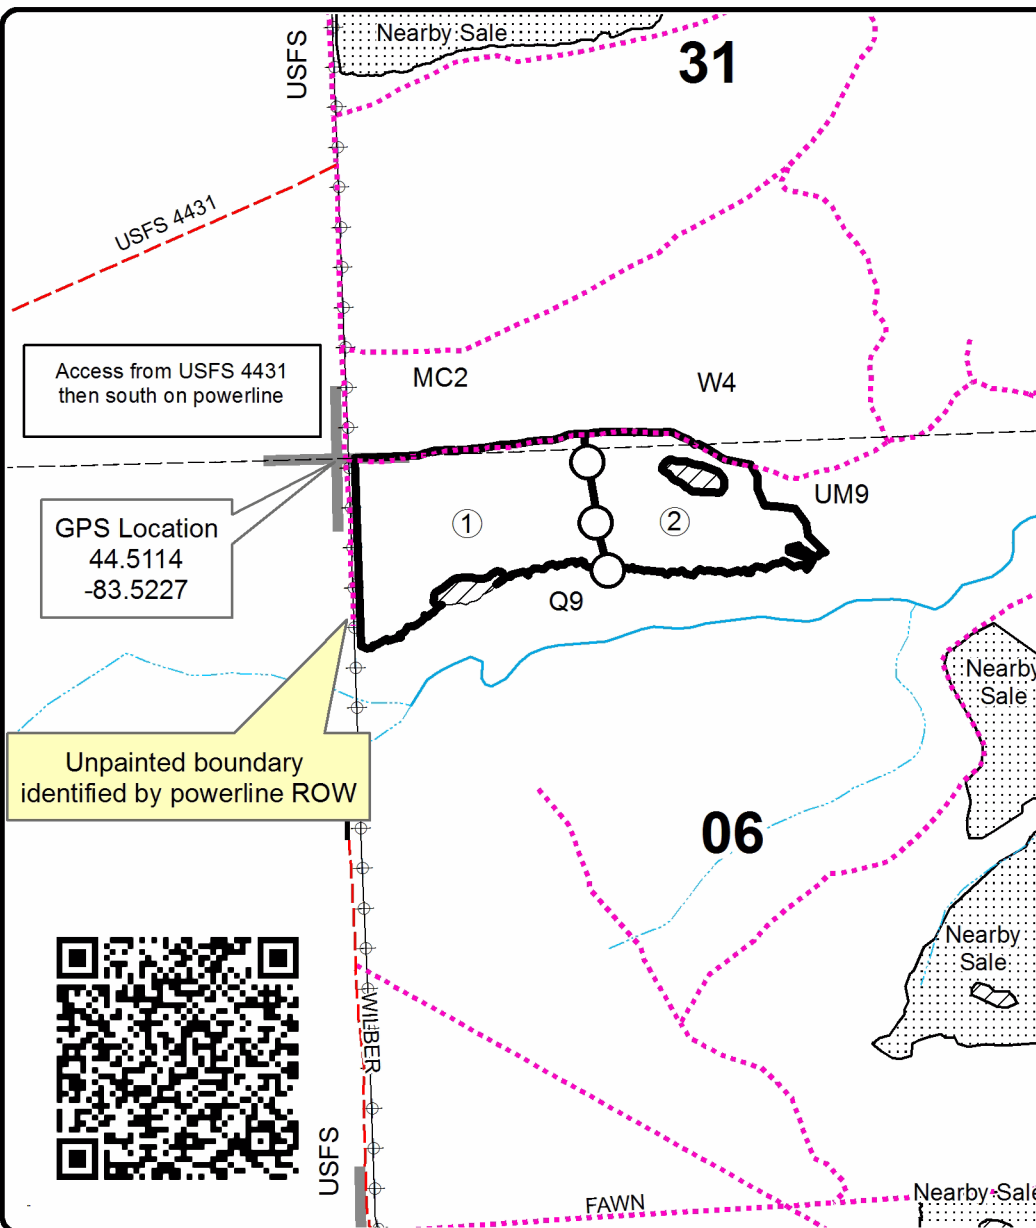 Nearby Sale
31
USFS
USFS 4431
Access from USFS 4431
then south on powerline
MC2
W4
UM9
GPS Location
44.5114
-83.5227
1
2
Q9
Nearby
Sale
Unpainted boundary
identified by powerline ROW
06
Nearby
Sale
WILBER
USFS
FAWN
Nearby Sale